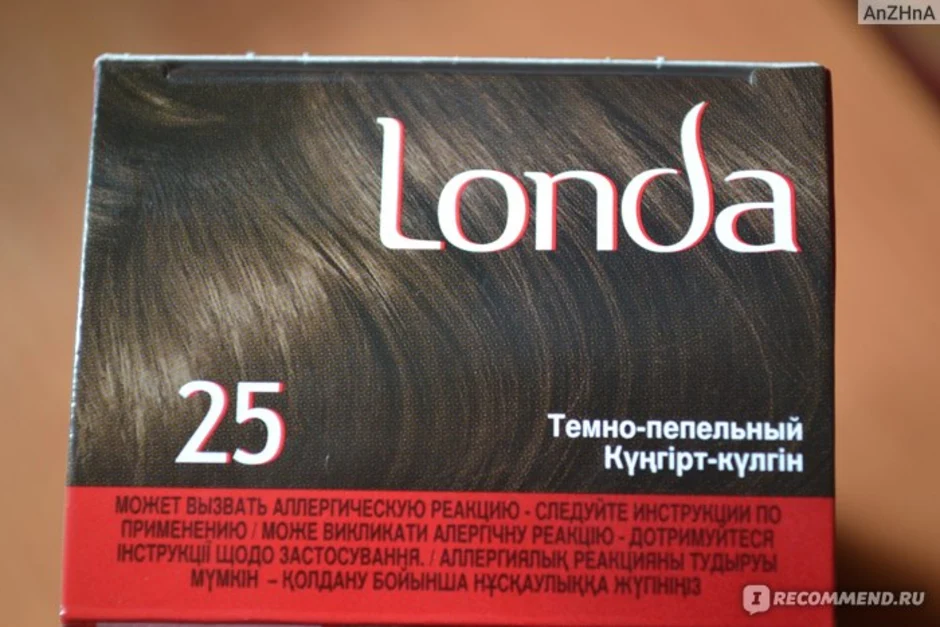 AnZHnA
Londa
25
Темно-пепельный
Күңгірт-күлгін
МОЖЕТ ВЫЗВАТЬ АЛЛЕРГИЧЕСКУЮ РЕАКЦИЮ - СЛЕДУЙТЕ ИНСТРУКЦИИ ПО
ПРИМЕНЕНИЮ / МОЖЕ ВИКЛИКАТИ АЛЕРГІЧНУ РЕАКЦІЮ - ДОТРИМУЙТЕСЯ
ІНСТРУКЦІЇ ЩОДО ЗАСТОСУВАННЯ. / АЛЛЕРГИЯЛЫҚ РЕАКЦИЯНЫ ТУДЫРУЫ
МҮМКІН – ҚОЛДАНУ БОЙЫНША НҰСҚАУЛЫҚҚА ЖҮГІНІҢІЗ
IRECOMMEND.RU